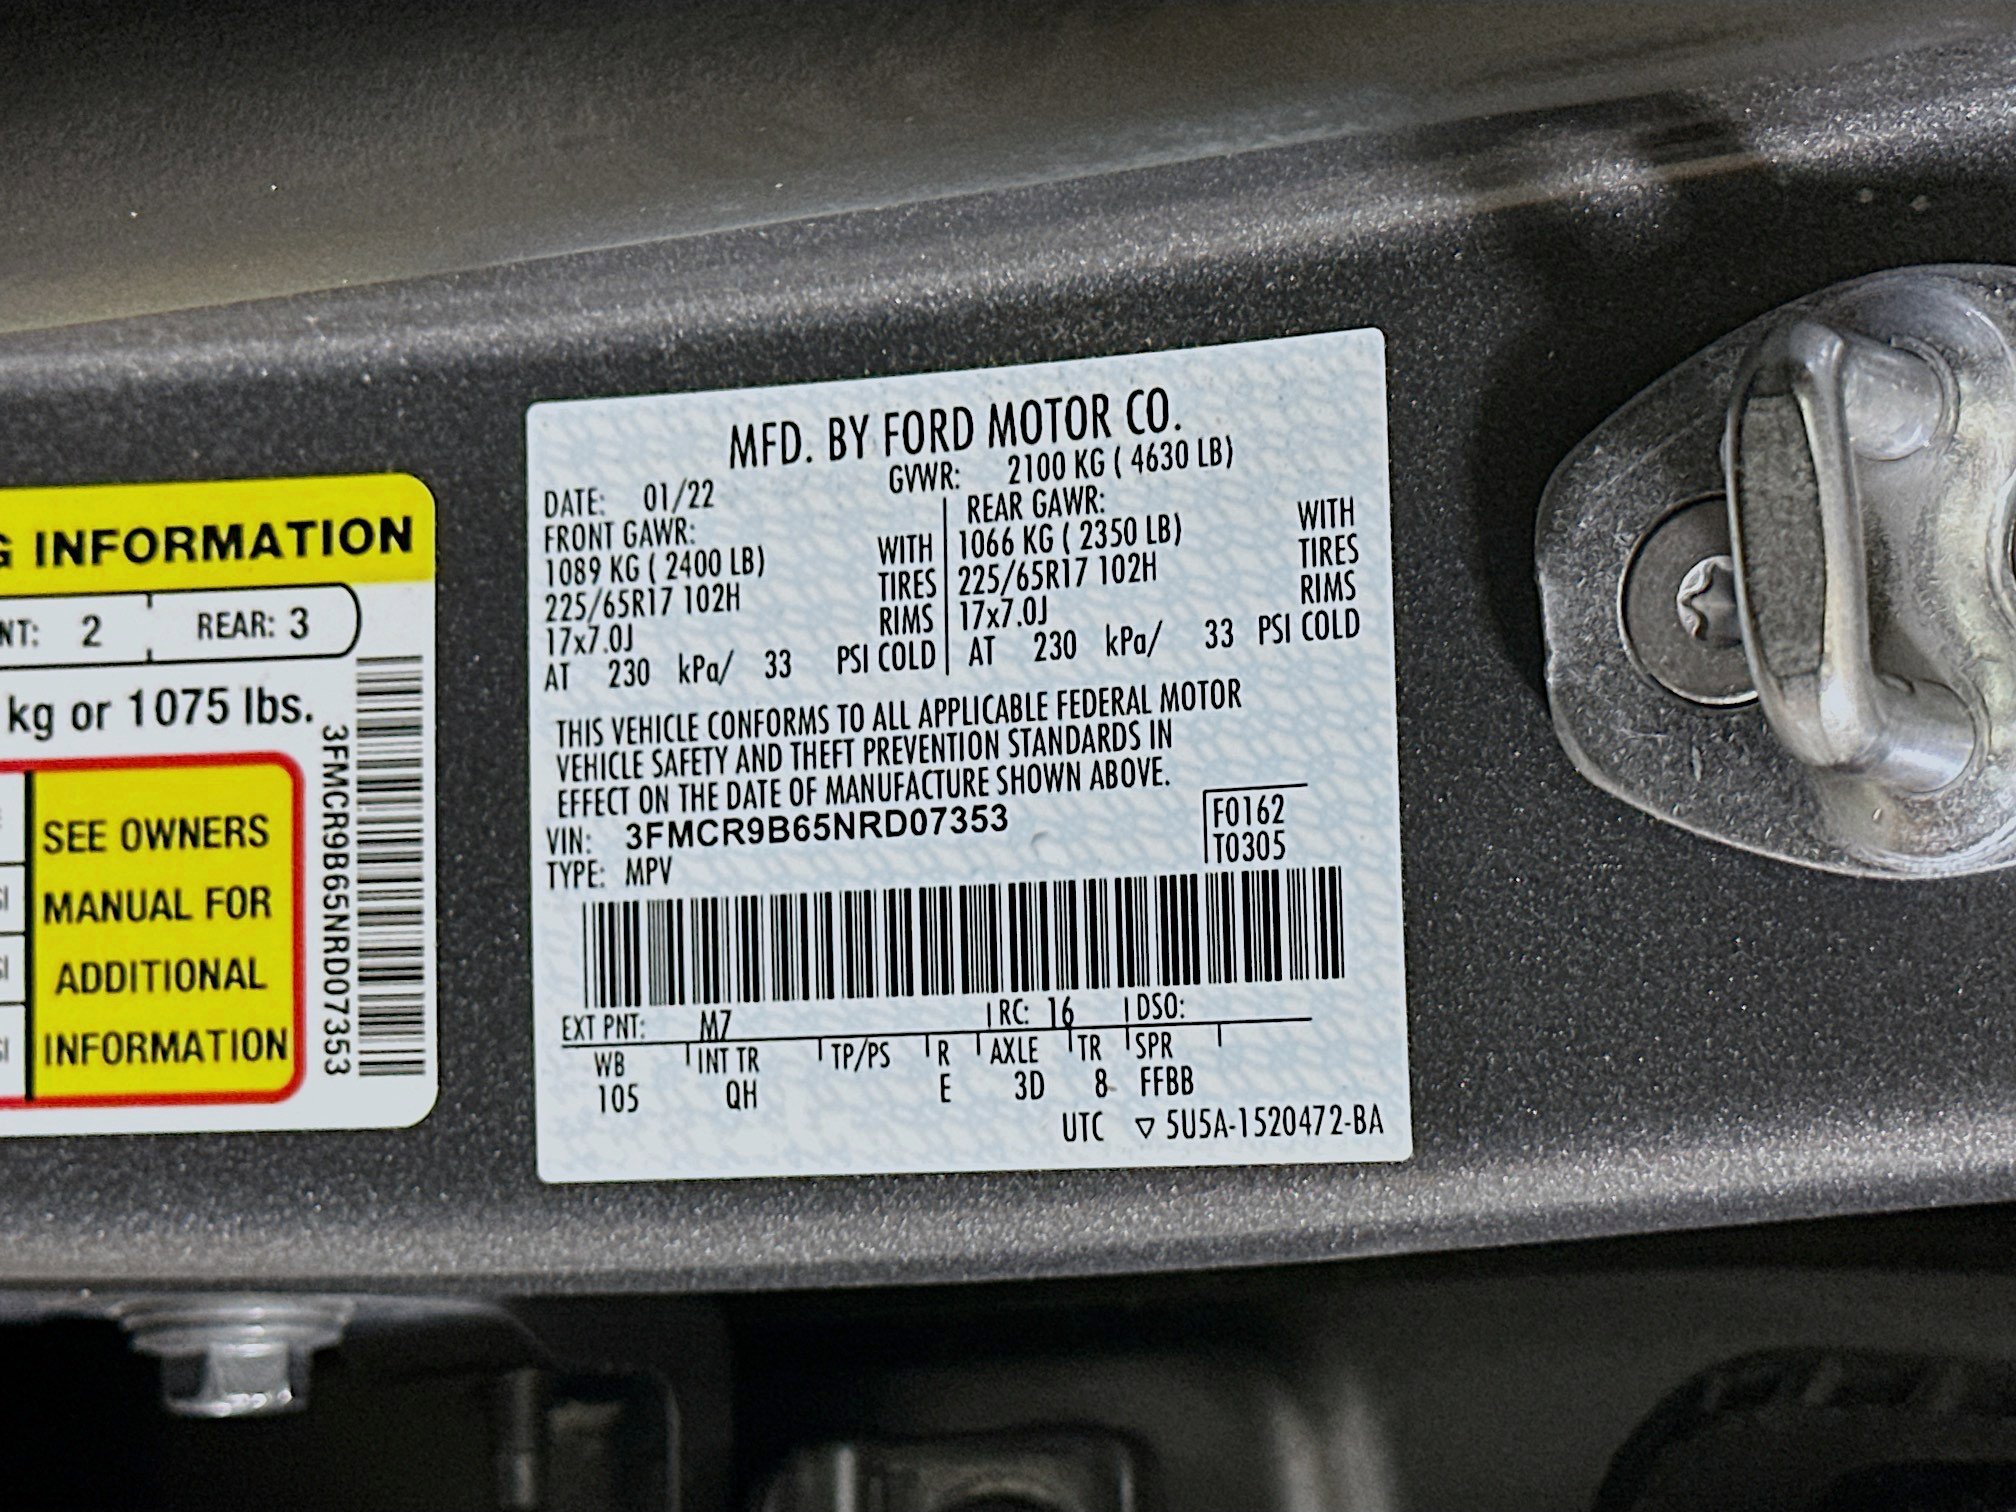 G INFORMATION
NT: 2 REAR: 3
kg or 1075 lbs.
SEE OWNERS
MANUAL FOR
ADDITIONAL
INFORMATION
3FMCR9B65NRD07353
MFD. BY FORD MOTOR CO.
DATE: 01/22 GVWR: 2100 KG ( 4630 LB)
FRONT GAWR: REAR GAWR:
1089 KG ( 2400 LB) WITH 1066 KG ( 2350 LB) WITH
225/65R17 102H TIRES 225/65R17 102H TIRES
17x7.0J RIMS 17x7.0J RIMS
AT 230 kPa/ 33 PSI COLD AT 230 kPa/ 33 PSI COLD
THIS VEHICLE CONFORMS TO ALL APPLICABLE FEDERAL MOTOR
VEHICLE SAFETY AND THEFT PREVENTION STANDARDS IN
EFFECT ON THE DATE OF MANUFACTURE SHOWN ABOVE.
VIN: 3FMCR9B65NRD07353 F0162
TYPE: MPV T0305
EXT PNT: M7 RC: 16 DSO:
WB INT TR TP/PS R AXLE TR SPR
105 QH E 3D 8 FFBB
UTC ▽ 5U5A-1520472-BA